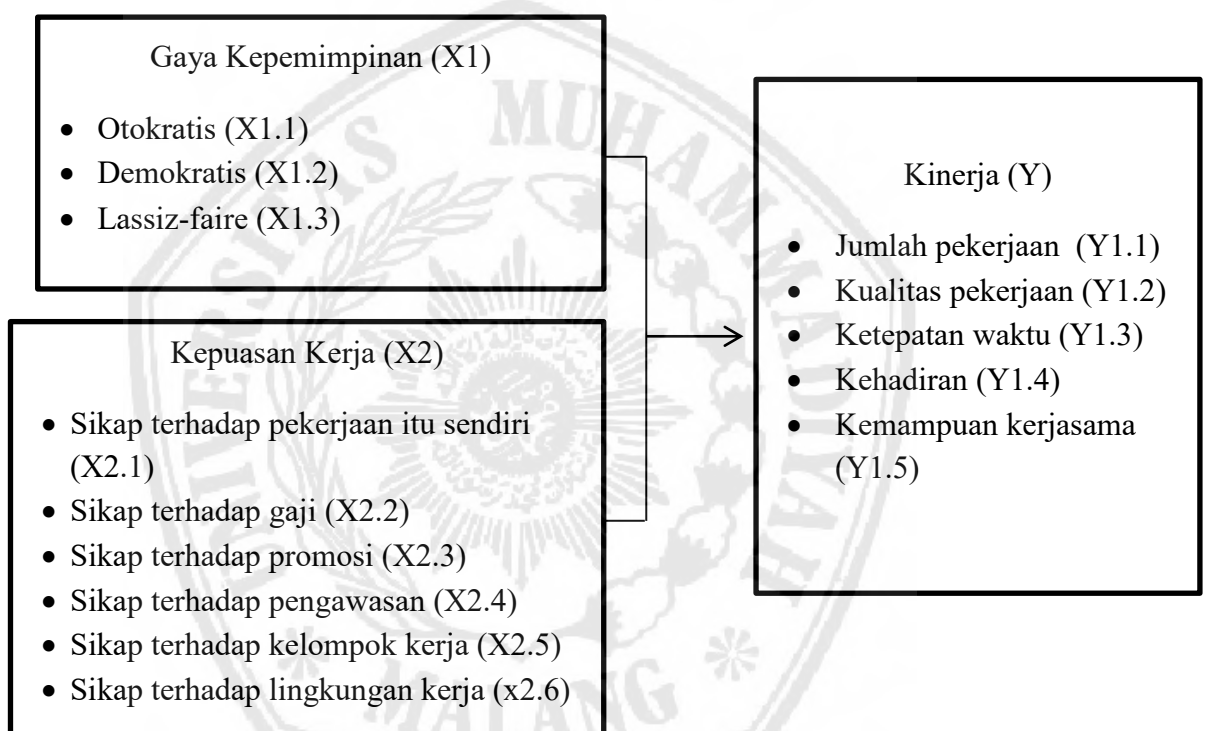 Gaya Kepemimpinan (X1)
• Otokratis (X1.1)
• Demokratis (X1.2)
• Lassiz-faire (X1.3)
Kepuasan Kerja (X2)
• Sikap terhadap pekerjaan itu sendiri
(X2.1)
• Sikap terhadap gaji (X2.2)
• Sikap terhadap promosi (X2.3)
• Sikap terhadap pengawasan (X2.4)
• Sikap terhadap kelompok kerja (X2.5)
• Sikap terhadap lingkungan kerja (x2.6)
Kinerja (Y)
• Jumlah pekerjaan (Y1.1)
• Kualitas pekerjaan (Y1.2)
• Ketepatan waktu (Y1.3)
• Kehadiran (Y1.4)
• Kemampuan kerjasama
(Y1.5)
UNIVERSITAS MUHAMMADIYAH
MALANG